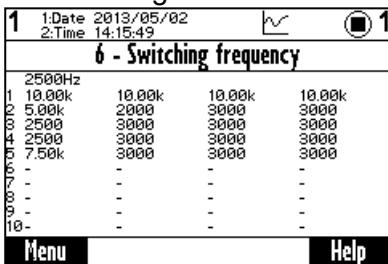 1 1:Date 2013/05/02 1
2:Time 14:15:49
6 - Switching frequency
2500Hz
1 10.00k 10.00k 10.00k 10.00k
2 5.00k 2000 3000 3000
3 2500 3000 3000 3000
4 2500 3000 3000 3000
5 7.50k 3000 3000 3000
6 - - - -
7 - - - -
8 - - - -
9 - - - -
10- - - -
Menu Help